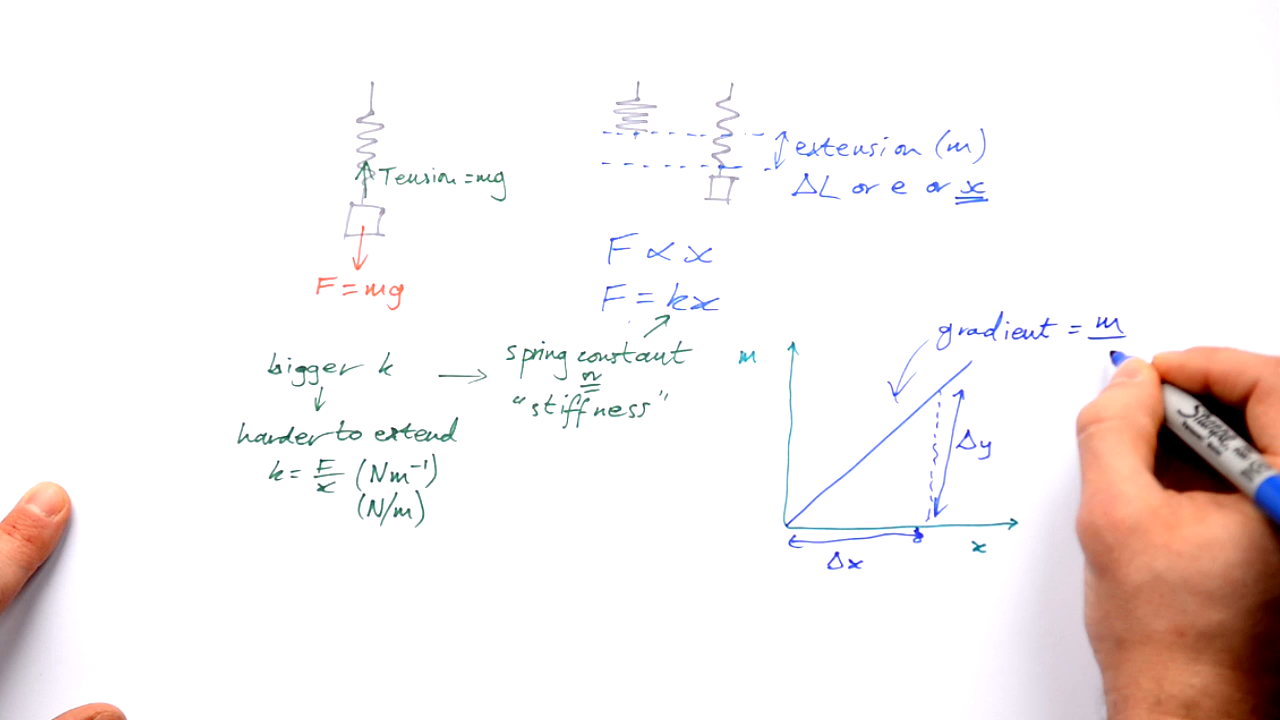 Tension = mg
F = mg
extension (m)
ΔL or e or x
F ∝ x
F = kx
spring constant
"stiffness"
bigger k
harder to extend
k = F/x (Nm⁻¹)
(N/m)
m
gradient = m
Δy
Δx
x
Sharpie